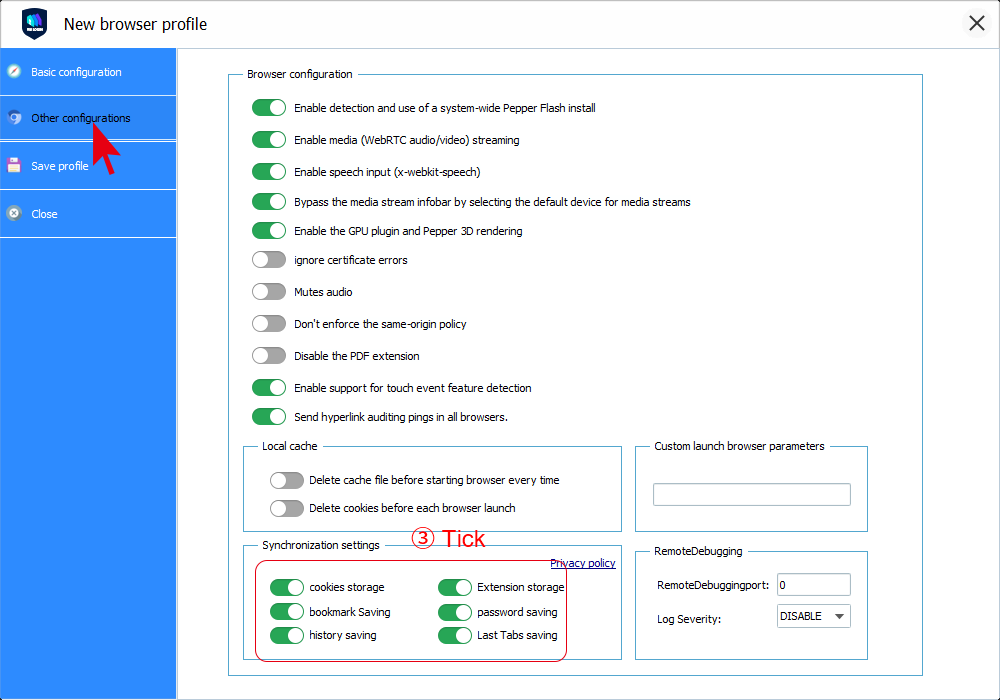 New browser profile
Basic configuration
Other configurations
Save profile
Close
Browser configuration
Enable detection and use of a system-wide Pepper Flash install
Enable media (WebRTC audio/video) streaming
Enable speech input (x-webkit-speech)
Bypass the media stream infobar by selecting the default device for media streams
Enable the GPU plugin and Pepper 3D rendering
ignore certificate errors
Mutes audio
Don't enforce the same-origin policy
Disable the PDF extension
Enable support for touch event feature detection
Send hyperlink auditing pings in all browsers.
Local cache
Delete cache file before starting browser every time
Delete cookies before each browser launch
Custom launch browser parameters
③ Tick
Synchronization settings
Privacy policy
cookies storage
Extension storage
bookmark Saving
password saving
history saving
Last Tabs saving
RemoteDebugging
RemoteDebuggingport: 0
Log Severity: DISABLE